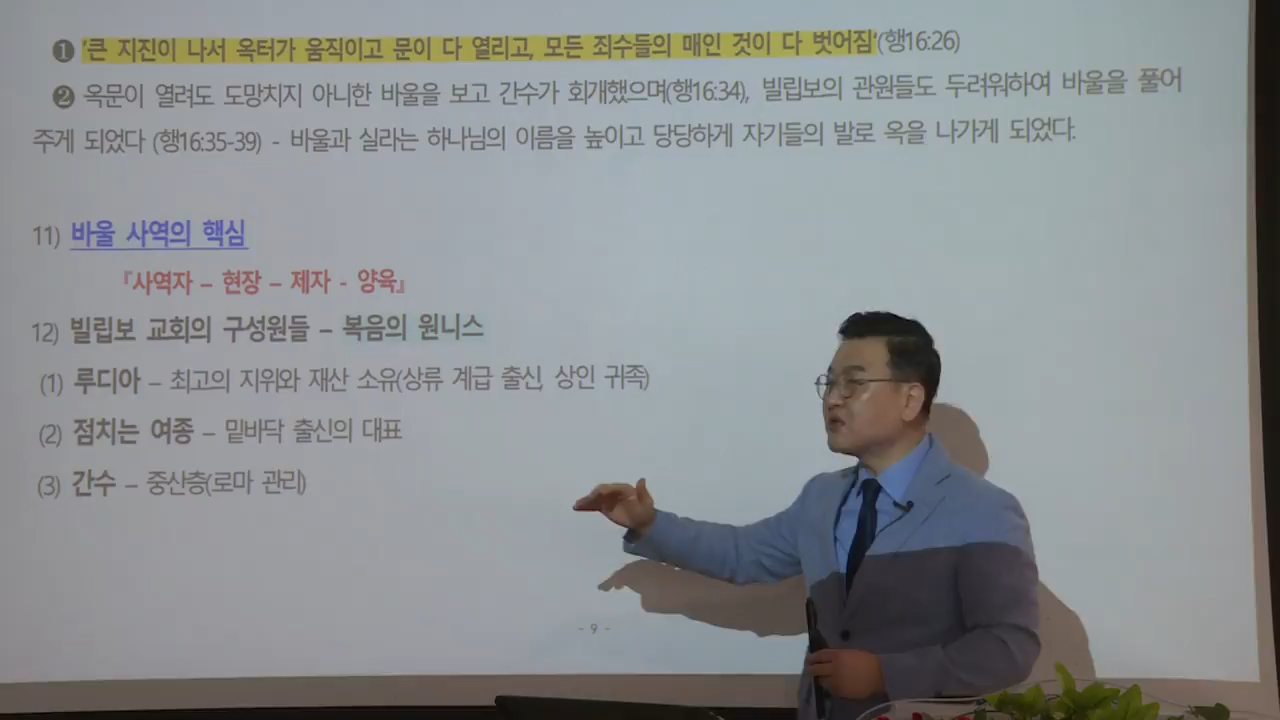 ❶ '큰 지진이 나서 옥터가 움직이고 문이 다 열리고, 모든 죄수들의 매인 것이 다 벗어짐'(행16:26)
❷ 옥문이 열려도 도망치지 아니한 바울을 보고 간수가 회개했으며(행16:34), 빌립보의 관원들도 두려워하여 바울을 풀어
주게 되었다 (행16:35-39) - 바울과 실라는 하나님의 이름을 높이고 당당하게 자기들의 발로 옥을 나가게 되었다.
11) 바울 사역의 핵심
『사역자 – 현장 – 제자 - 양육』
12) 빌립보 교회의 구성원들 – 복음의 원니스
(1) 루디아 – 최고의 지위와 재산 소유(상류 계급 출신, 상인 귀족)
(2) 점치는 여종 – 밑바닥 출신의 대표
(3) 간수 – 중산층(로마 관리)
- 9 -